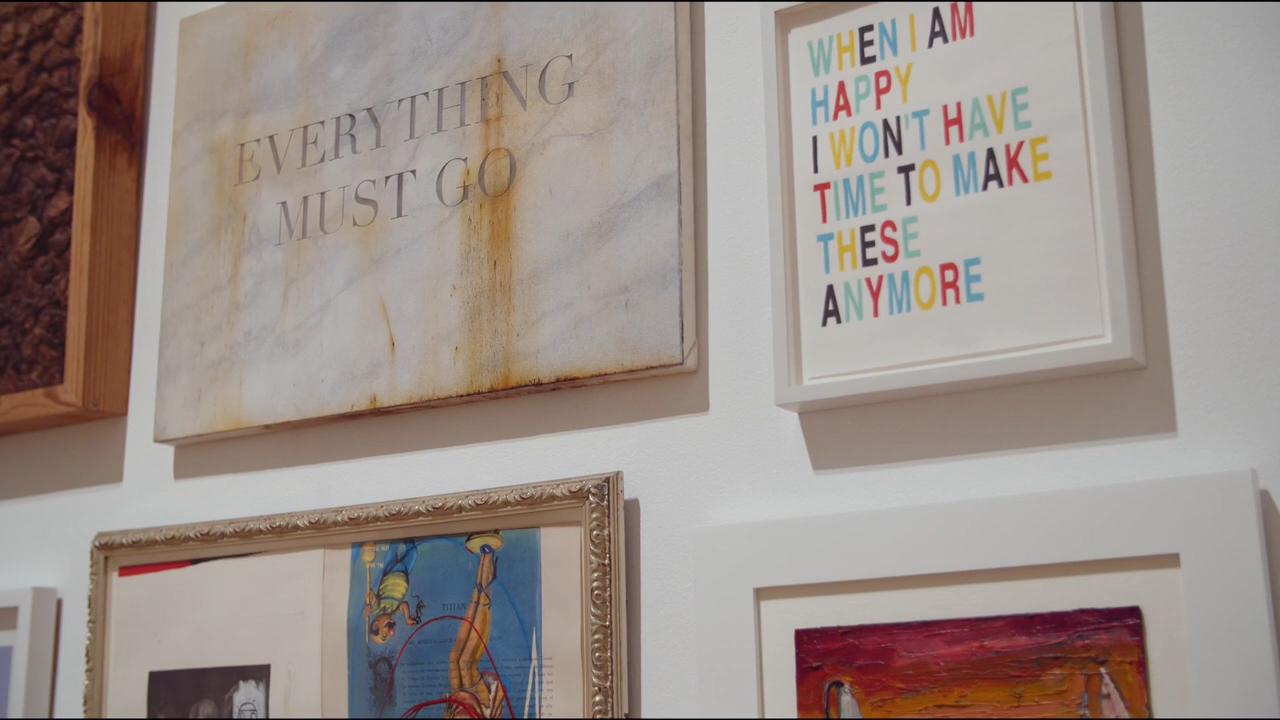 EVERYTHING
MUST GO
WHEN I AM
HAPPY
I WON'T HAVE
TIME TO MAKE
THESE
ANYMORE
TITIAN